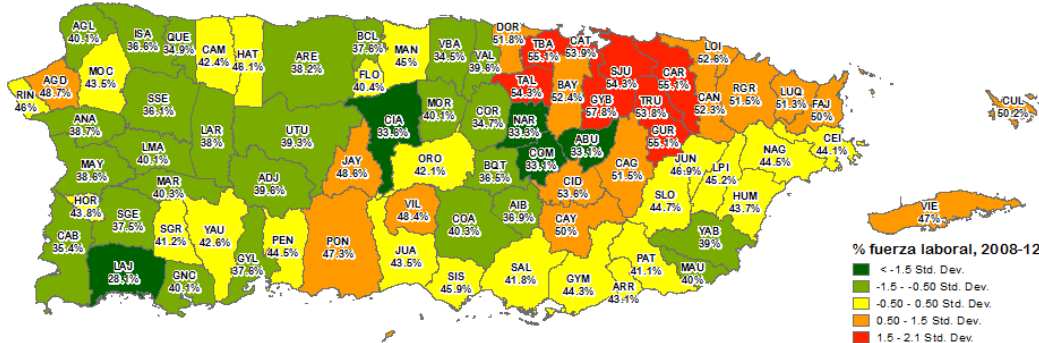 AGL
40.1%
ISA
36.6%
QUE
34.9%
CAM
42.4%
HAT
46.1%
ARE
38.2%
BCL
37.6%
MAN
45%
VBA
34.5%
VAL
39.6%
DOR
51.8%
TBA
55.1%
CAT
53.9%
SJU
54.3%
CAR
55.1%
LOI
52.6%
AGD
48.7%
MOC
43.5%
FLO
40.4%
TAL
54.3%
BAY
52.4%
GYB
57.8%
TRU
53.8%
CAN
52.3%
RGR
51.5%
LUQ
51.3%
FAJ
50%
CUL
50.2%
RIN
46%
SSE
36.1%
LAR
38%
UTU
39.3%
CIA
33.6%
MOR
40.1%
COR
34.7%
NAR
33.3%
ABU
33.1%
GUR
55.1%
ANA
38.7%
LMA
40.1%
JAY
48.6%
ORO
42.1%
BQT
36.5%
COM
33.1%
CID
53.6%
CAG
51.5%
JUN
46.9%
LPI
45.2%
NAG
44.5%
CEI
44.1%
MAY
38.6%
MAR
40.3%
ADJ
39.6%
HOR
43.8%
SGE
37.5%
SGR
41.2%
YAU
42.6%
GYL
37.6%
PEN
44.5%
PON
47.3%
VIL
48.4%
JUA
43.5%
COA
40.3%
AIB
36.9%
CAY
50%
SLO
44.7%
HUM
43.7%
YAB
39%
VIE
47%
CAB
35.4%
LAJ
28.1%
GNC
40.1%
SIS
45.9%
SAL
41.8%
GYM
44.3%
ARR
43.1%
PAT
41.1%
MAU
40%
% fuerza laboral, 2008-12
< -1.5 Std. Dev.
-1.5 - -0.50 Std. Dev.
-0.50 - 0.50 Std. Dev.
0.50 - 1.5 Std. Dev.
1.5 - 2.1 Std. Dev.